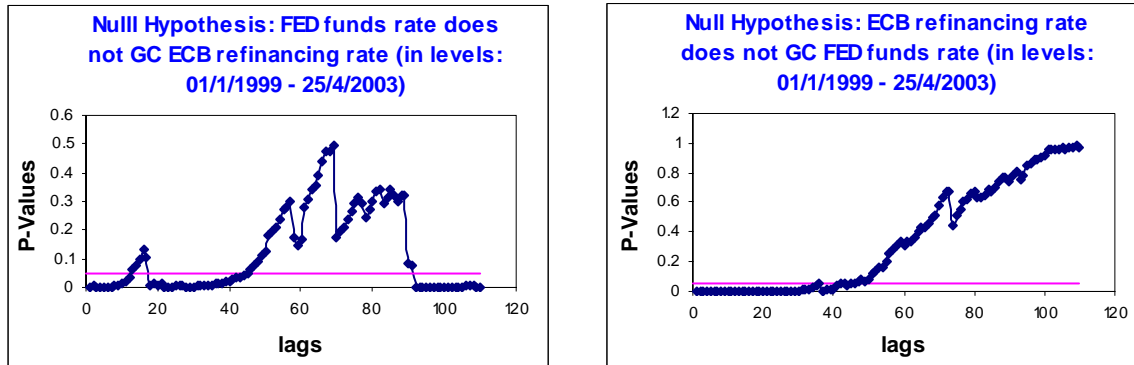 Nulll Hypothesis: FED funds rate does
not GC ECB refinancing rate (in levels:
01/1/1999 - 25/4/2003)
P-Values
0.6
0.5
0.4
0.3
0.2
0.1
0
0 20 40 60 80 100 120
lags
Null Hypothesis: ECB refinancing rate
does not GC FED funds rate (in levels:
01/1/1999 - 25/4/2003)
P-Values
1.2
1
0.8
0.6
0.4
0.2
0
0 20 40 60 80 100 120
lags